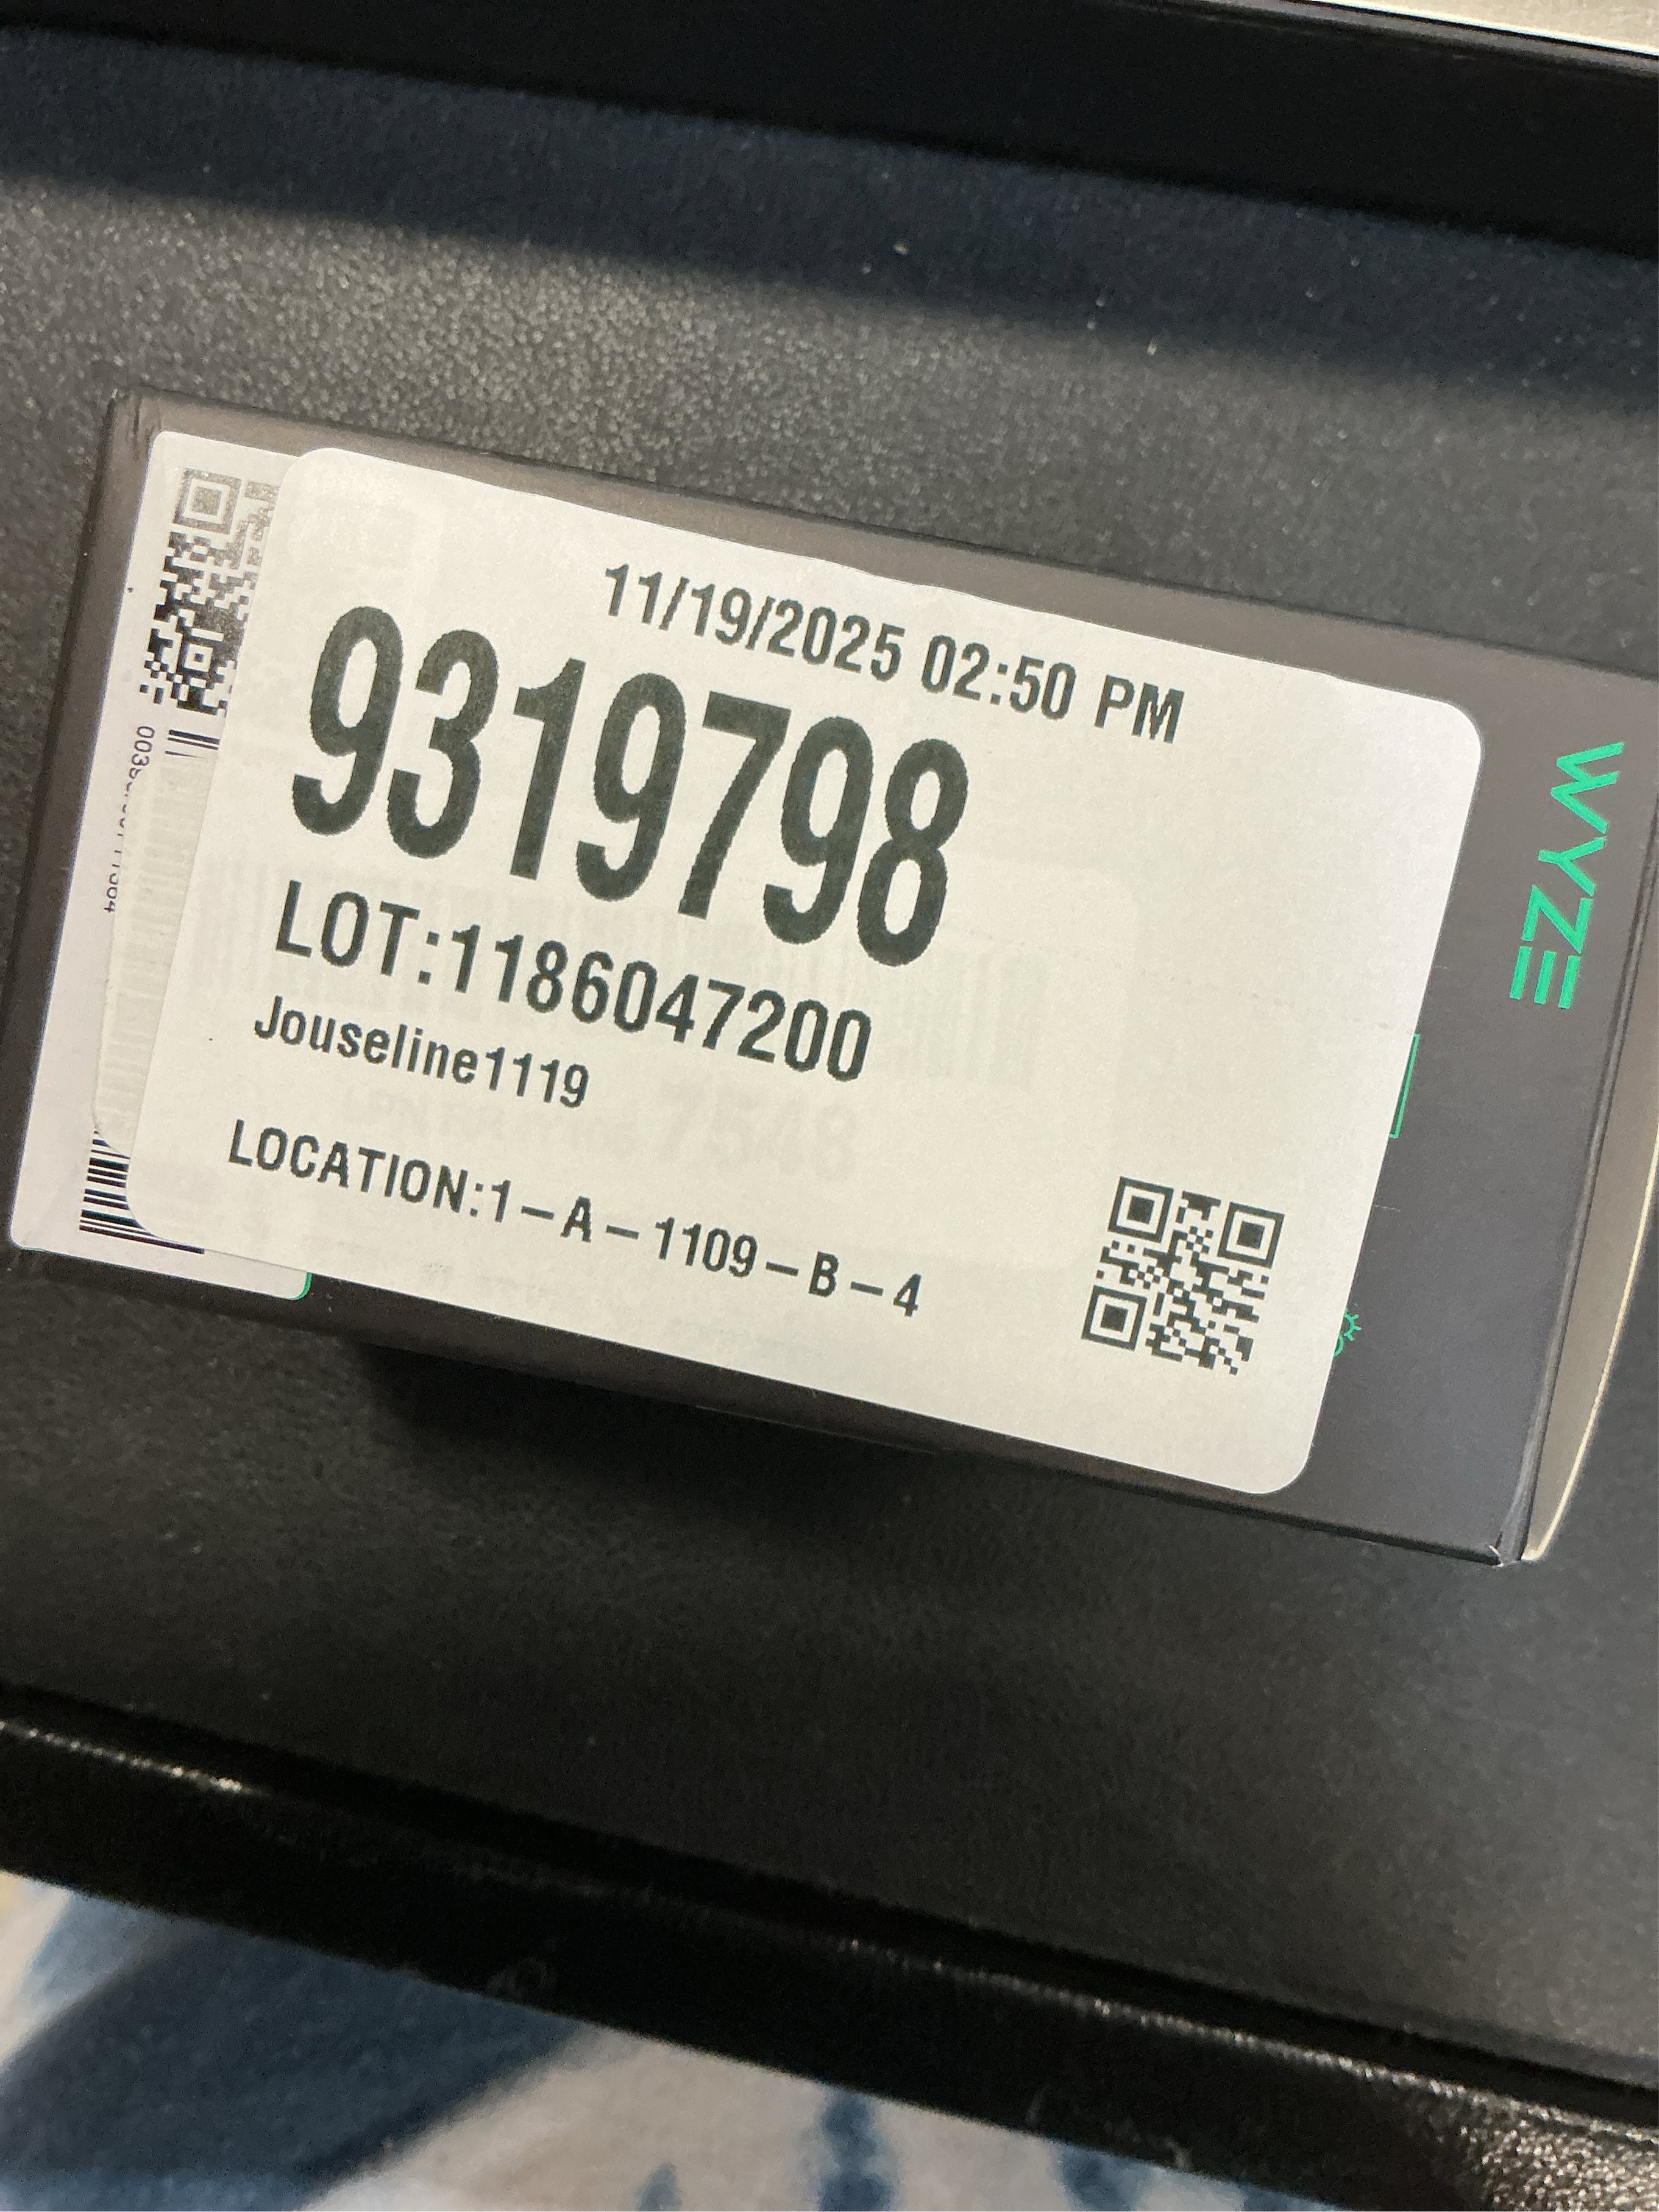 11/19/2025 02:50 PM
9319798
LOT:1186047200
Jouseline1119
LOCATION:1-A-1109-B-4
WYZE